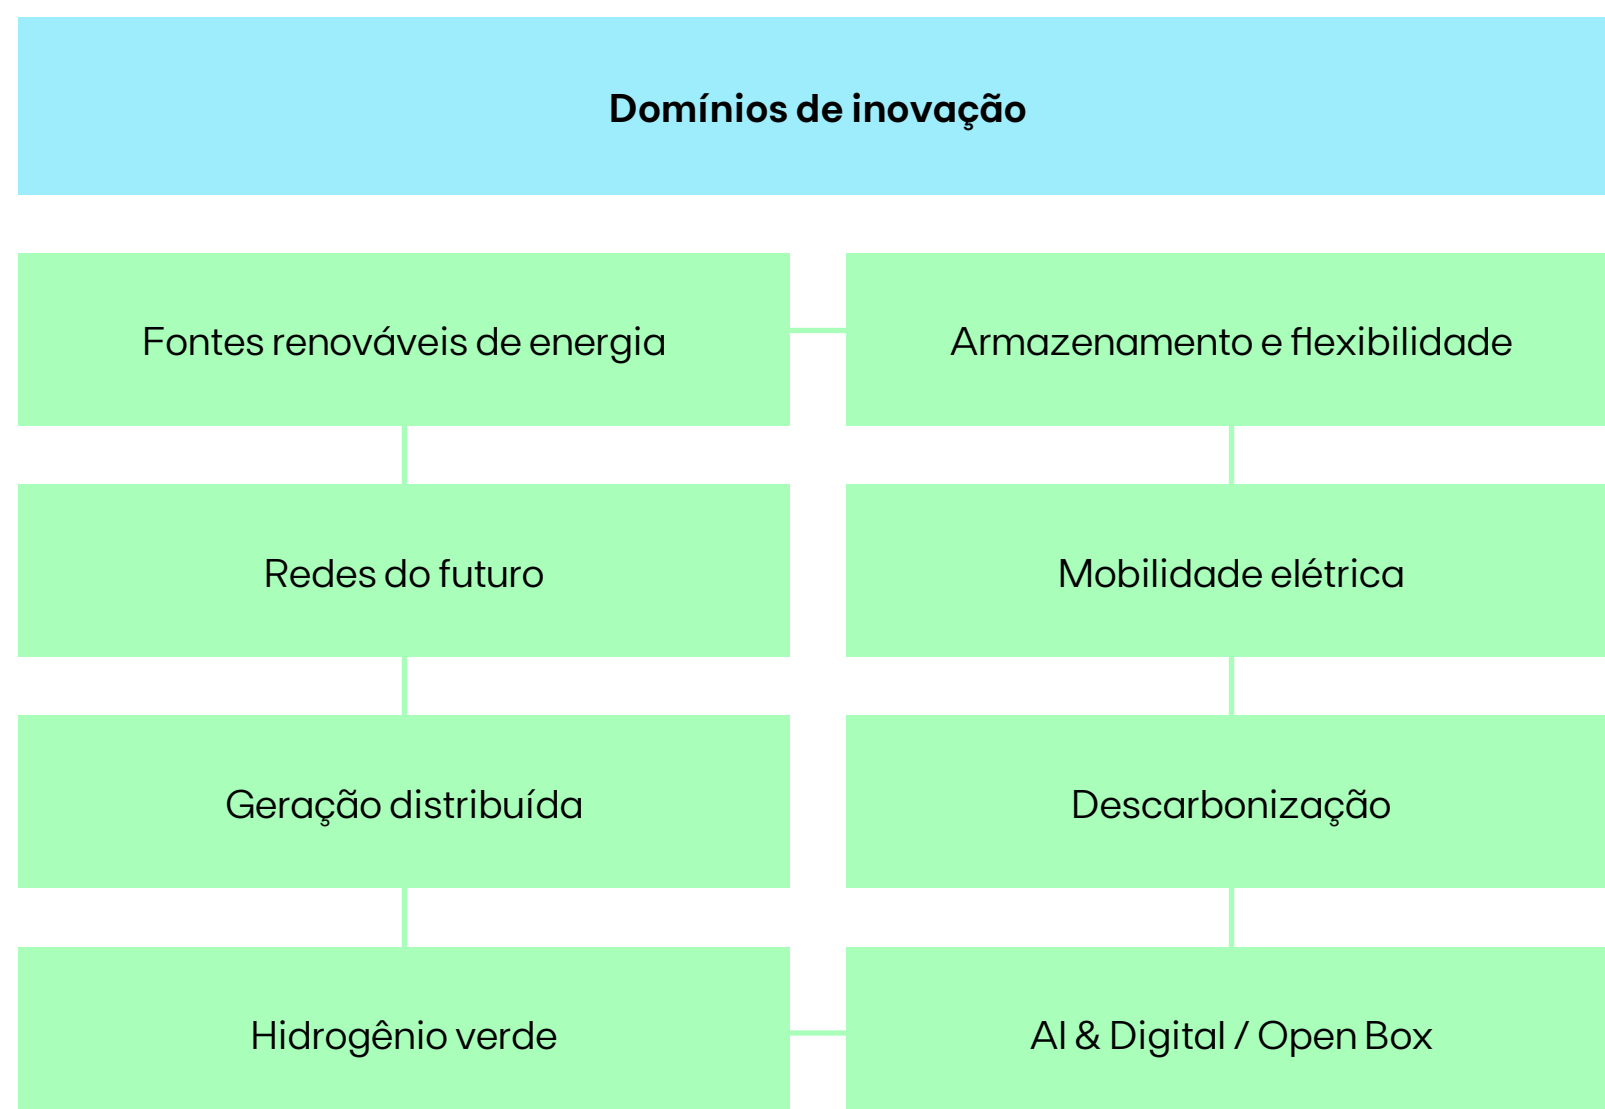 Domínios de inovação
Fontes renováveis de energia
Armazenamento e flexibilidade
Redes do futuro
Mobilidade elétrica
Geração distribuída
Descarbonização
Hidrogênio verde
AI & Digital / Open Box